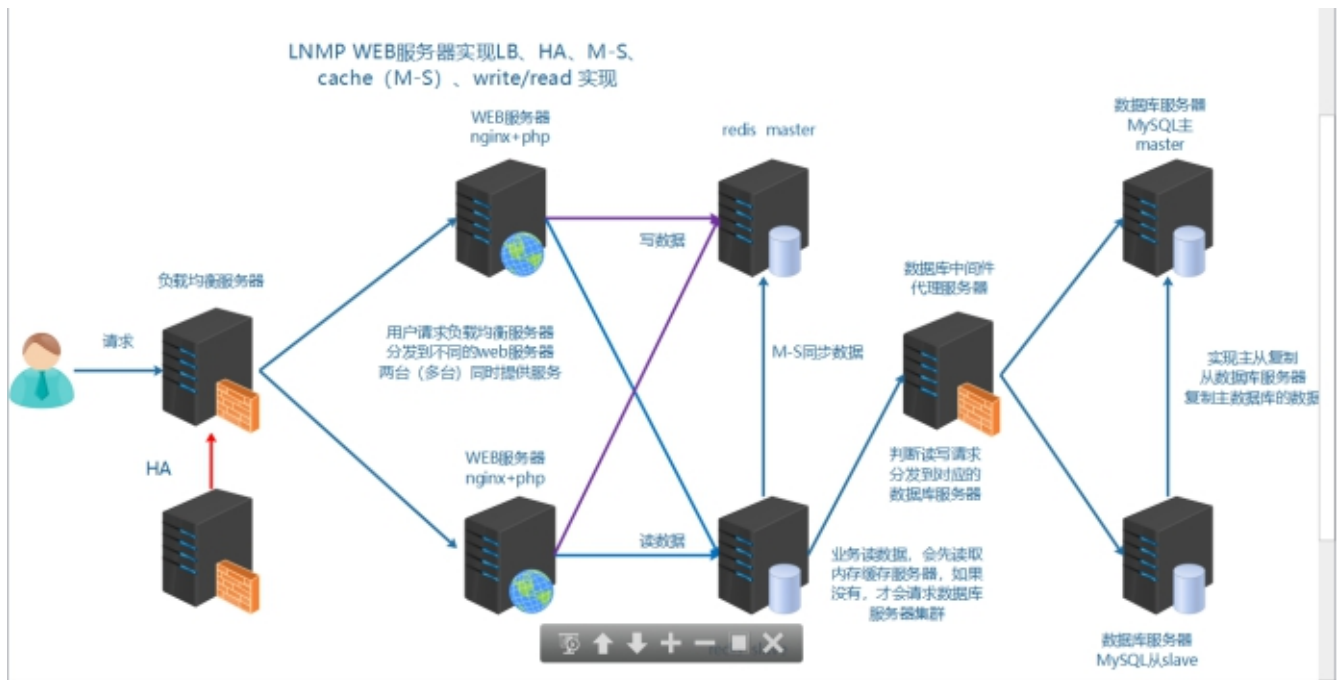 LNMP WEB服务器实现LB、HA、M-S、
cache（M-S）、write/read 实现
WEB服务器
nginx+php
redis master
数据库服务器
MySQL主
master
写数据
负载均衡服务器
数据库中间件
代理服务器
请求
用户请求负载均衡服务器
分发到不同的web服务器
两台（多台）同时提供服务
M-S同步数据
实现主从复制
从数据库服务器
复制主数据库的数据
HA
WEB服务器
nginx+php
判断读写请求
分发到对应的
数据库服务器
读数据
业务读数据，会先读取
内存缓存服务器，如果
没有，才会请求数据库
服务器集群
数据库服务器
MySQL从slave